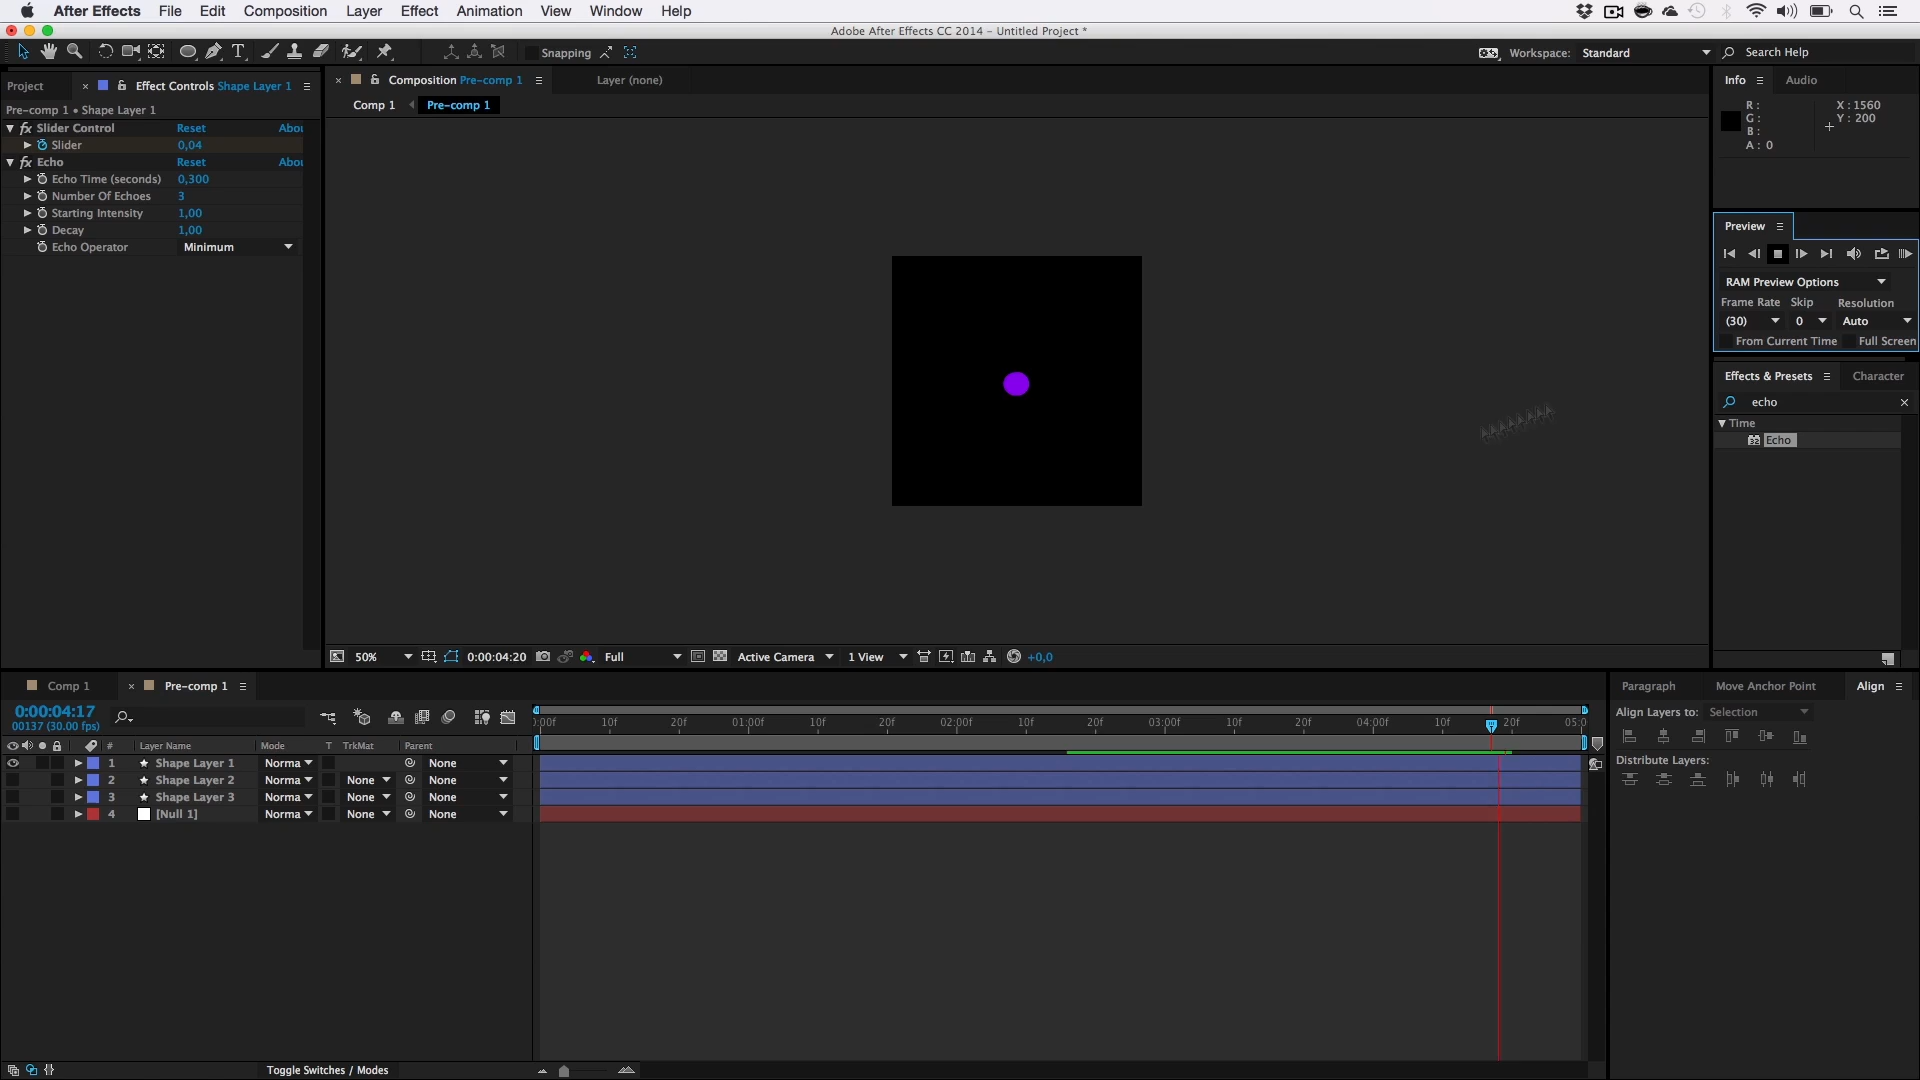 After Effects File Edit Composition Layer Effect Animation View Window Help
Adobe After Effects CC 2014 - Untitled Project *
T Snapping Workspace: Standard Search Help
Project × Effect Controls Shape Layer 1
Pre-comp 1 • Shape Layer 1
fx Slider Control Reset Abou
Slider 0,04
fx Echo Reset Abou
Echo Time (seconds) 0,300
Number Of Echoes 3
Starting Intensity 1,00
Decay 1,00
Echo Operator Minimum
× Composition Pre-comp 1 Layer (none)
Comp 1 Pre-comp 1
50% 0:00:04:20 Full Active Camera 1 View +0,0
Info Audio
R : X : 1560
G : Y : 200
B :
A : 0
Preview
RAM Preview Options
Frame Rate Skip Resolution
(30) 0 Auto
From Current Time Full Screen
Effects & Presets Character
echo ×
Time
32 Echo
Comp 1 × Pre-comp 1
0:00:04:17
00137 (30.00 fps)
):00f 10f 20f 01:00f 10f 20f 02:00f 10f 20f 03:00f 10f 20f 04:00f 10f 20f 05:0
# Layer Name Mode T TrkMat Parent
1 Shape Layer 1 Norma None
2 Shape Layer 2 Norma None None
3 Shape Layer 3 Norma None None
4 [Null 1] Norma None None
Toggle Switches / Modes
Paragraph Move Anchor Point Align
Align Layers to: Selection
Distribute Layers: